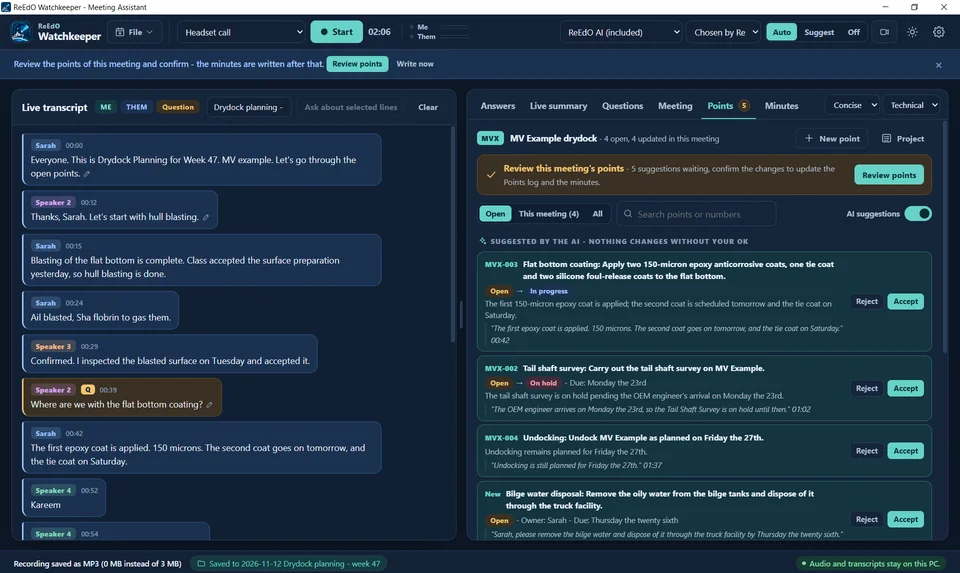 ReEdO Watchkeeper - Meeting Assistant
ReEdO
Watchkeeper
File
Headset call
Start
02:06
Me
Them
ReEdO AI (included)
Chosen by Re
Auto
Suggest
Off
Review the points of this meeting and confirm - the minutes are written after that.
Review points
Write now
Live transcript
ME
THEM
Question
Drydock planning -
Ask about selected lines
Clear
Sarah 00:00
Everyone. This is Drydock Planning for Week 47. MV example. Let's go through the
open points.
Speaker 2 00:12
Thanks, Sarah. Let's start with hull blasting.
Sarah 00:15
Blasting of the flat bottom is complete. Class accepted the surface preparation
yesterday, so hull blasting is done.
Sarah 00:24
Ail blasted, Sha flobrin to gas them.
Speaker 3 00:29
Confirmed. I inspected the blasted surface on Tuesday and accepted it.
Speaker 2 Q 00:39
Where are we with the flat bottom coating?
Sarah 00:42
The first epoxy coat is applied. 150 microns. The second coat goes on tomorrow, and
the tie coat on Saturday.
Speaker 4 00:52
Kareem
Speaker 4 00:54
Answers
Live summary
Questions
Meeting
Points 5
Minutes
Concise
Technical
MVX MV Example drydock - 4 open, 4 updated in this meeting
New point
Project
Review this meeting's points - 5 suggestions waiting, confirm the changes to update the
Points log and the minutes.
Review points
Open
This meeting (4)
All
Search points or numbers
AI suggestions
SUGGESTED BY THE AI - NOTHING CHANGES WITHOUT YOUR OK
MVX-003 Flat bottom coating: Apply two 150-micron epoxy anticorrosive coats, one tie coat
and two silicone foul-release coats to the flat bottom.
Open → In progress
The first 150-micron epoxy coat is applied; the second coat is scheduled tomorrow and the tie coat on
Saturday.
"The first epoxy coat is applied. 150 microns. The second coat goes on tomorrow, and the tie coat on Saturday."
00:42
Reject
Accept
MVX-002 Tail shaft survey: Carry out the tail shaft survey on MV Example.
Open → On hold - Due: Monday the 23rd
The tail shaft survey is on hold pending the OEM engineer's arrival on Monday the 23rd.
"The OEM engineer arrives on Monday the 23rd, so the Tail Shaft Survey is on hold until then." 01:02
Reject
Accept
MVX-004 Undocking: Undock MV Example as planned on Friday the 27th.
Undocking remains planned for Friday the 27th.
"Undocking is still planned for Friday the 27th." 01:37
Reject
Accept
New Bilge water disposal: Remove the oily water from the bilge tanks and dispose of it
through the truck facility.
Open - Owner: Sarah - Due: Thursday the twenty sixth
"Sarah, please remove the bilge water and dispose of it through the truck facility by Thursday the twenty sixth."
Reject
Accept
Recording saved as MP3 (0 MB instead of 3 MB)
Saved to 2026-11-12 Drydock planning - week 47
Audio and transcripts stay on this PC.